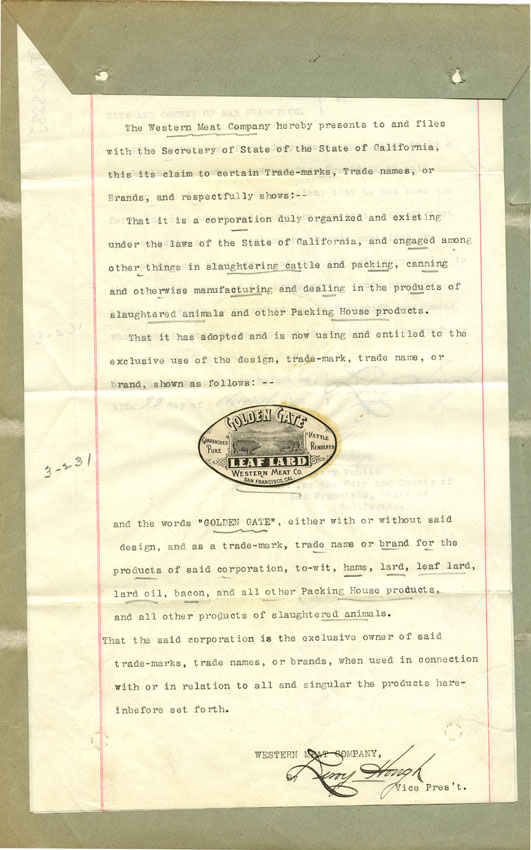 CITY AND COUNTY OF SAN FRANCISCO.
The Western Meat Company hereby presents to and files
with the Secretary of State of the State of California,
this its claim to certain Trade-marks, Trade names, or
Brands, and respectfully shows:--
That it is a corporation duly organized and existing
under the laws of the State of California, and engaged among
other things in slaughtering cattle and packing, canning
and otherwise manufacturing and dealing in the products of
slaughtered animals and other Packing House products.
That it has adopted and is now using and entitled to the
exclusive use of the design, trade-mark, trade name, or
brand, shown as follows: --
3-231
GOLDEN GATE
GUARANTEED PURE
KETTLE RENDERED
LEAF LARD
WESTERN MEAT CO.
SAN FRANCISCO, CAL.
and the words "GOLDEN GATE", either with or without said
design, and as a trade-mark, trade name or brand for the
products of said corporation, to-wit, hams, lard, leaf lard,
lard oil, bacon, and all other Packing House products,
and all other products of slaughtered animals.
That the said corporation is the exclusive owner of said
trade-marks, trade names, or brands, when used in connection
with or in relation to all and singular the products here-
inbefore set forth.
WESTERN MEAT COMPANY,
By
Vice Pres't.